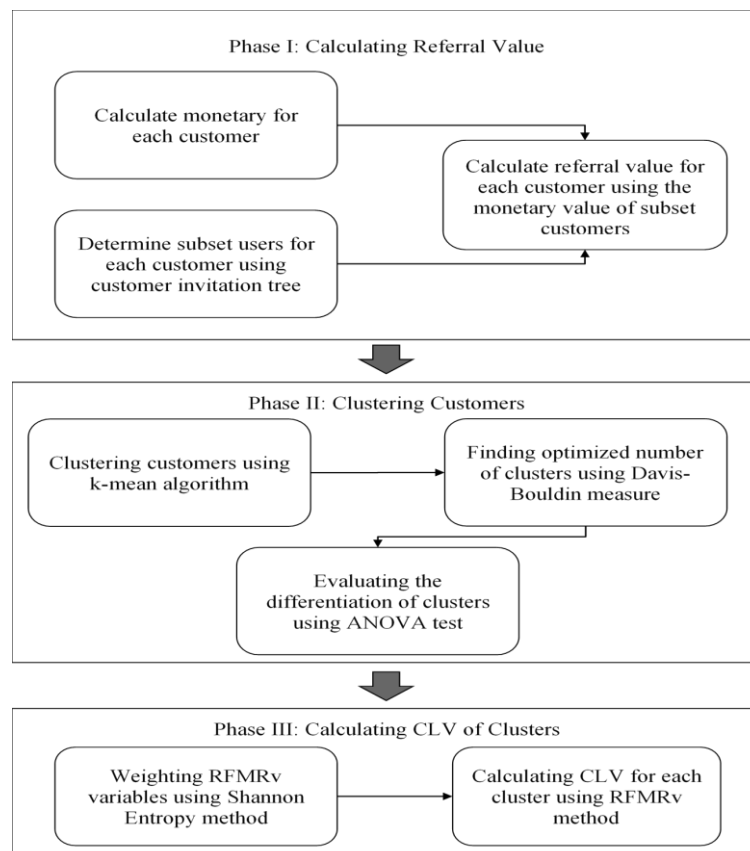 Phase I: Calculating Referral Value
Calculate monetary for
each customer
Calculate referral value for
each customer using the
monetary value of subset
customers
Determine subset users for
each customer using
customer invitation tree
Phase II: Clustering Customers
Clustering customers using
k-mean algorithm
Finding optimized number
of clusters using Davis-
Bouldin measure
Evaluating the
differentiation of clusters
using ANOVA test
Phase III: Calculating CLV of Clusters
Weighting RFMRv
variables using Shannon
Entropy method
Calculating CLV for each
cluster using RFMRv
method